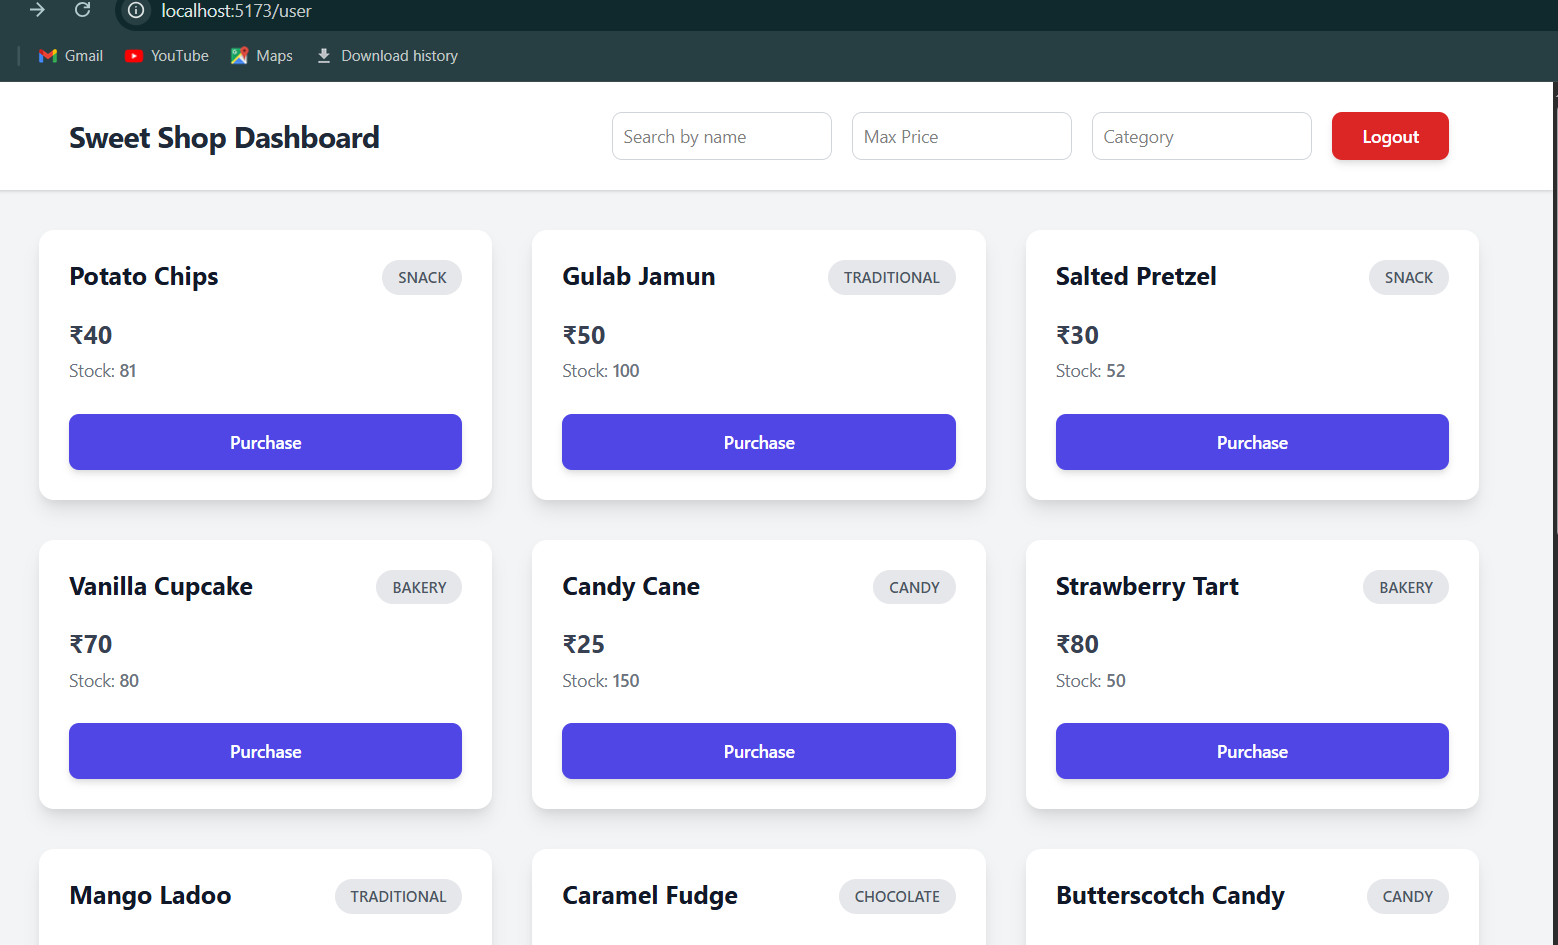 localhost:5173/user
Gmail YouTube Maps Download history
Sweet Shop Dashboard Search by name Max Price Category Logout
Potato Chips SNACK
₹40
Stock: 81
Purchase
Gulab Jamun TRADITIONAL
₹50
Stock: 100
Purchase
Salted Pretzel SNACK
₹30
Stock: 52
Purchase
Vanilla Cupcake BAKERY
₹70
Stock: 80
Purchase
Candy Cane CANDY
₹25
Stock: 150
Purchase
Strawberry Tart BAKERY
₹80
Stock: 50
Purchase
Mango Ladoo TRADITIONAL
Caramel Fudge CHOCOLATE
Butterscotch Candy CANDY